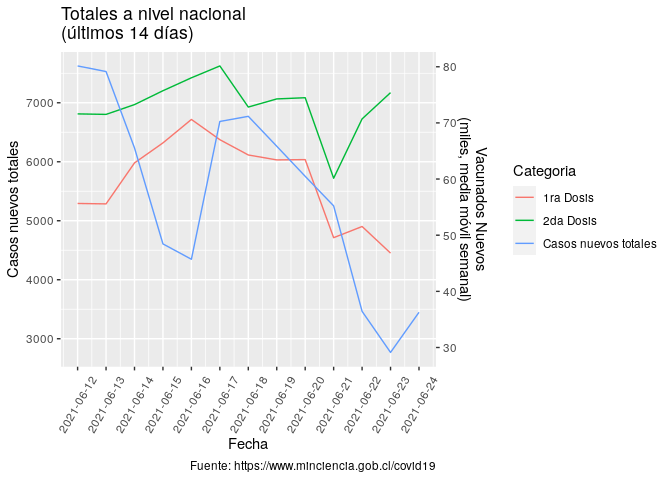 Totales a nivel nacional
(últimos 14 días)
Casos nuevos totales
7000
6000
5000
4000
3000
80
70
60
50
40
30
Vacunados Nuevos
(miles, media móvil semanal)
2021-06-12
2021-06-13
2021-06-14
2021-06-15
2021-06-16
2021-06-17
2021-06-18
2021-06-19
2021-06-20
2021-06-21
2021-06-22
2021-06-23
2021-06-24
Fecha
Categoria
1ra Dosis
2da Dosis
Casos nuevos totales
Fuente: https://www.minciencia.gob.cl/covid19